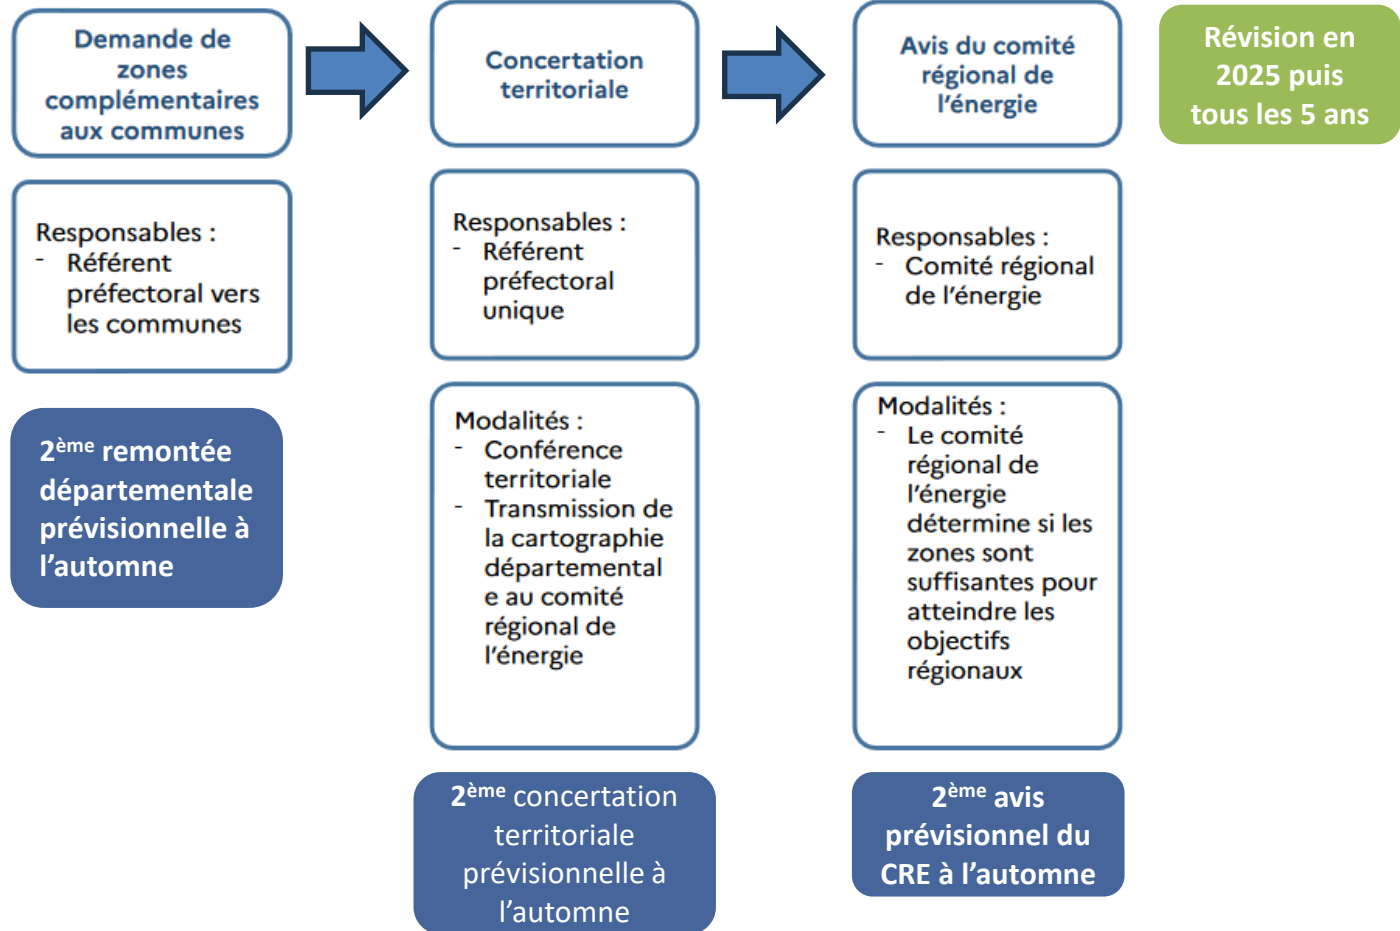 Demande de
zones
complémentaires
aux communes
Concertation
territoriale
Avis du comité
régional de
l'énergie
Révision en
2025 puis
tous les 5 ans
Responsables :
- Référent
préfectoral vers
les communes
Responsables :
- Référent
préfectoral
unique
Responsables :
- Comité régional
de l'énergie
2ème remontée
départementale
prévisionnelle à
l'automne
Modalités :
- Conférence
territoriale
- Transmission de
la cartographie
départemental
e au comité
régional de
l'énergie
Modalités :
- Le comité
régional de
l'énergie
détermine si les
zones sont
suffisantes pour
atteindre les
objectifs
régionaux
2ème concertation
territoriale
prévisionnelle à
l'automne
2ème avis
prévisionnel du
CRE à l'automne